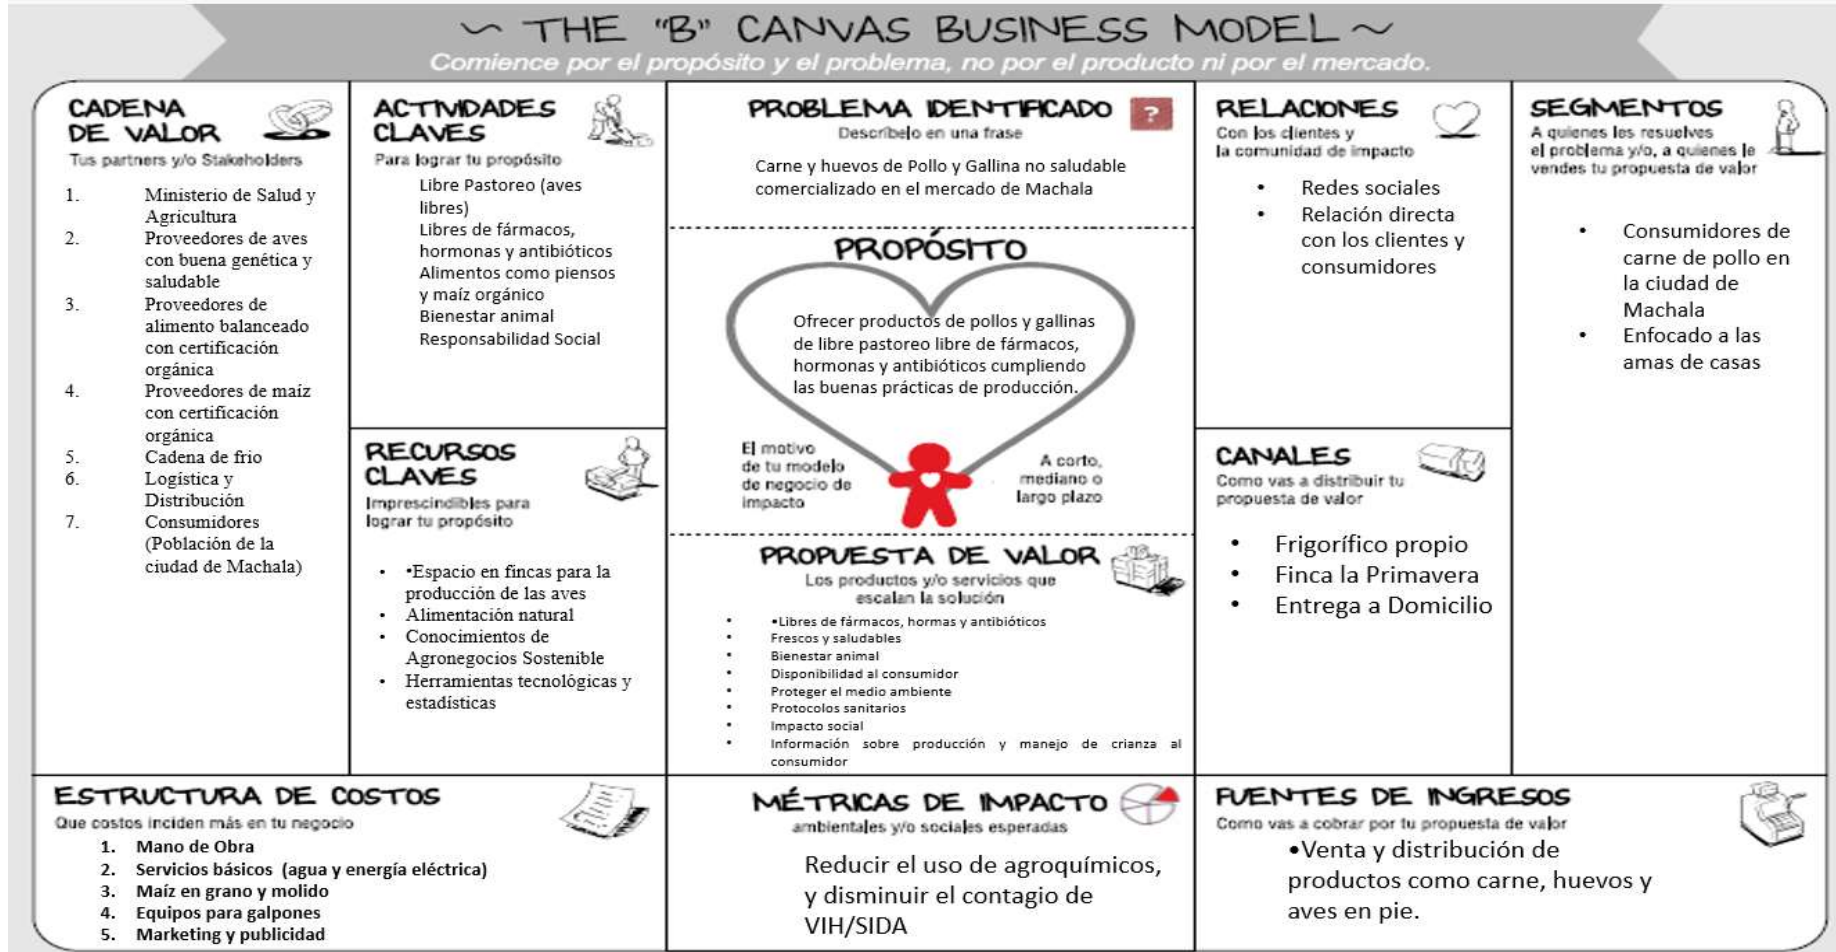 ~ THE "B" CANVAS BUSINESS MODEL ~
Comience por el propósito y el problema, no por el producto ni por el mercado.
CADENA
DE VALOR
Tus partners y/o Stakeholders
1. Ministerio de Salud y
Agricultura
2. Proveedores de aves
con buena genética y
saludable
3. Proveedores de
alimento balanceado
con certificación
orgánica
4. Proveedores de maíz
con certificación
orgánica
5. Cadena de frio
6. Logística y
Distribución
7. Consumidores
(Población de la
ciudad de Machala)
ACTIVIDADES
CLAVES
Para lograr tu propósito
Libre Pastoreo (aves
libres)
Libres de fármacos,
hormonas y antibióticos
Alimentos como piensos
y maíz orgánico
Bienestar animal
Responsabilidad Social
RECURSOS
CLAVES
Imprescindibles para
lograr tu propósito
• •Espacio en fincas para la
producción de las aves
• Alimentación natural
• Conocimientos de
Agronegocios Sostenible
• Herramientas tecnológicas y
estadísticas
PROBLEMA IDENTIFICADO
?
Descríbelo en una frase
Carne y huevos de Pollo y Gallina no saludable
comercializado en el mercado de Machala
PROPÓSITO
Ofrecer productos de pollos y gallinas
de libre pastoreo libre de fármacos,
hormonas y antibióticos cumpliendo
las buenas prácticas de producción.
El motivo
de tu modelo
de negocio de
impacto
A corto,
mediano o
largo plazo
PROPUESTA DE VALOR
Los productos y/o servicios que
escalan la solución
• •Libres de fármacos, hormas y antibióticos
• Frescos y saludables
• Bienestar animal
• Disponibilidad al consumidor
• Proteger el medio ambiente
• Protocolos sanitarios
• Impacto social
• Información sobre producción y manejo de crianza al
consumidor
RELACIONES
Con los clientes y
la comunidad de impacto
• Redes sociales
• Relación directa
con los clientes y
consumidores
CANALES
Como vas a distribuir tu
propuesta de valor
• Frigorífico propio
• Finca la Primavera
• Entrega a Domicilio
SEGMENTOS
A quienes les resuelves
el problema y/o, a quienes le
vendes tu propuesta de valor
• Consumidores de
carne de pollo en
la ciudad de
Machala
• Enfocado a las
amas de casas
ESTRUCTURA DE COSTOS
Que costos inciden más en tu negocio
1. Mano de Obra
2. Servicios básicos (agua y energía eléctrica)
3. Maíz en grano y molido
4. Equipos para galpones
5. Marketing y publicidad
MÉTRICAS DE IMPACTO
ambientales y/o sociales esperadas
Reducir el uso de agroquímicos,
y disminuir el contagio de
VIH/SIDA
FUENTES DE INGRESOS
Como vas a cobrar por tu propuesta de valor
•Venta y distribución de
productos como carne, huevos y
aves en pie.